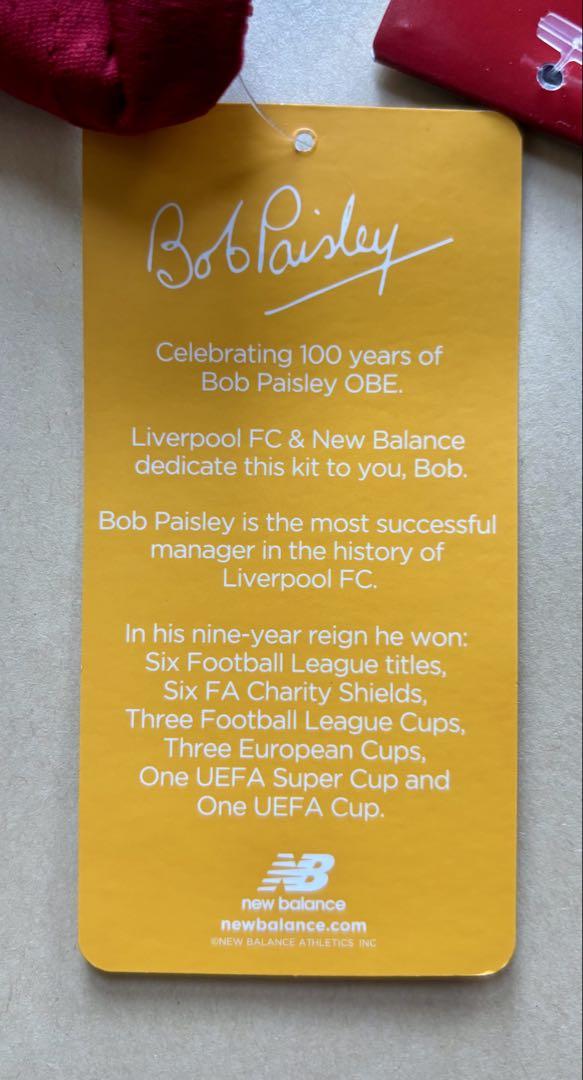 Bob Paisley
Celebrating 100 years of
Bob Paisley OBE.
Liverpool FC & New Balance
dedicate this kit to you, Bob.
Bob Paisley is the most successful
manager in the history of
Liverpool FC.
In his nine-year reign he won:
Six Football League titles,
Six FA Charity Shields,
Three Football League Cups,
Three European Cups,
One UEFA Super Cup and
One UEFA Cup.
NB
new balance
newbalance.com
©NEW BALANCE ATHLETICS INC